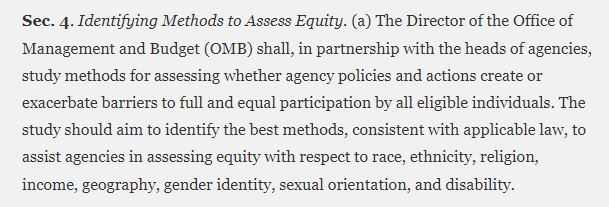 Sec. 4. Identifying Methods to Assess Equity. (a) The Director of the Office of
Management and Budget (OMB) shall, in partnership with the heads of agencies,
study methods for assessing whether agency policies and actions create or
exacerbate barriers to full and equal participation by all eligible individuals. The
study should aim to identify the best methods, consistent with applicable law, to
assist agencies in assessing equity with respect to race, ethnicity, religion,
income, geography, gender identity, sexual orientation, and disability.